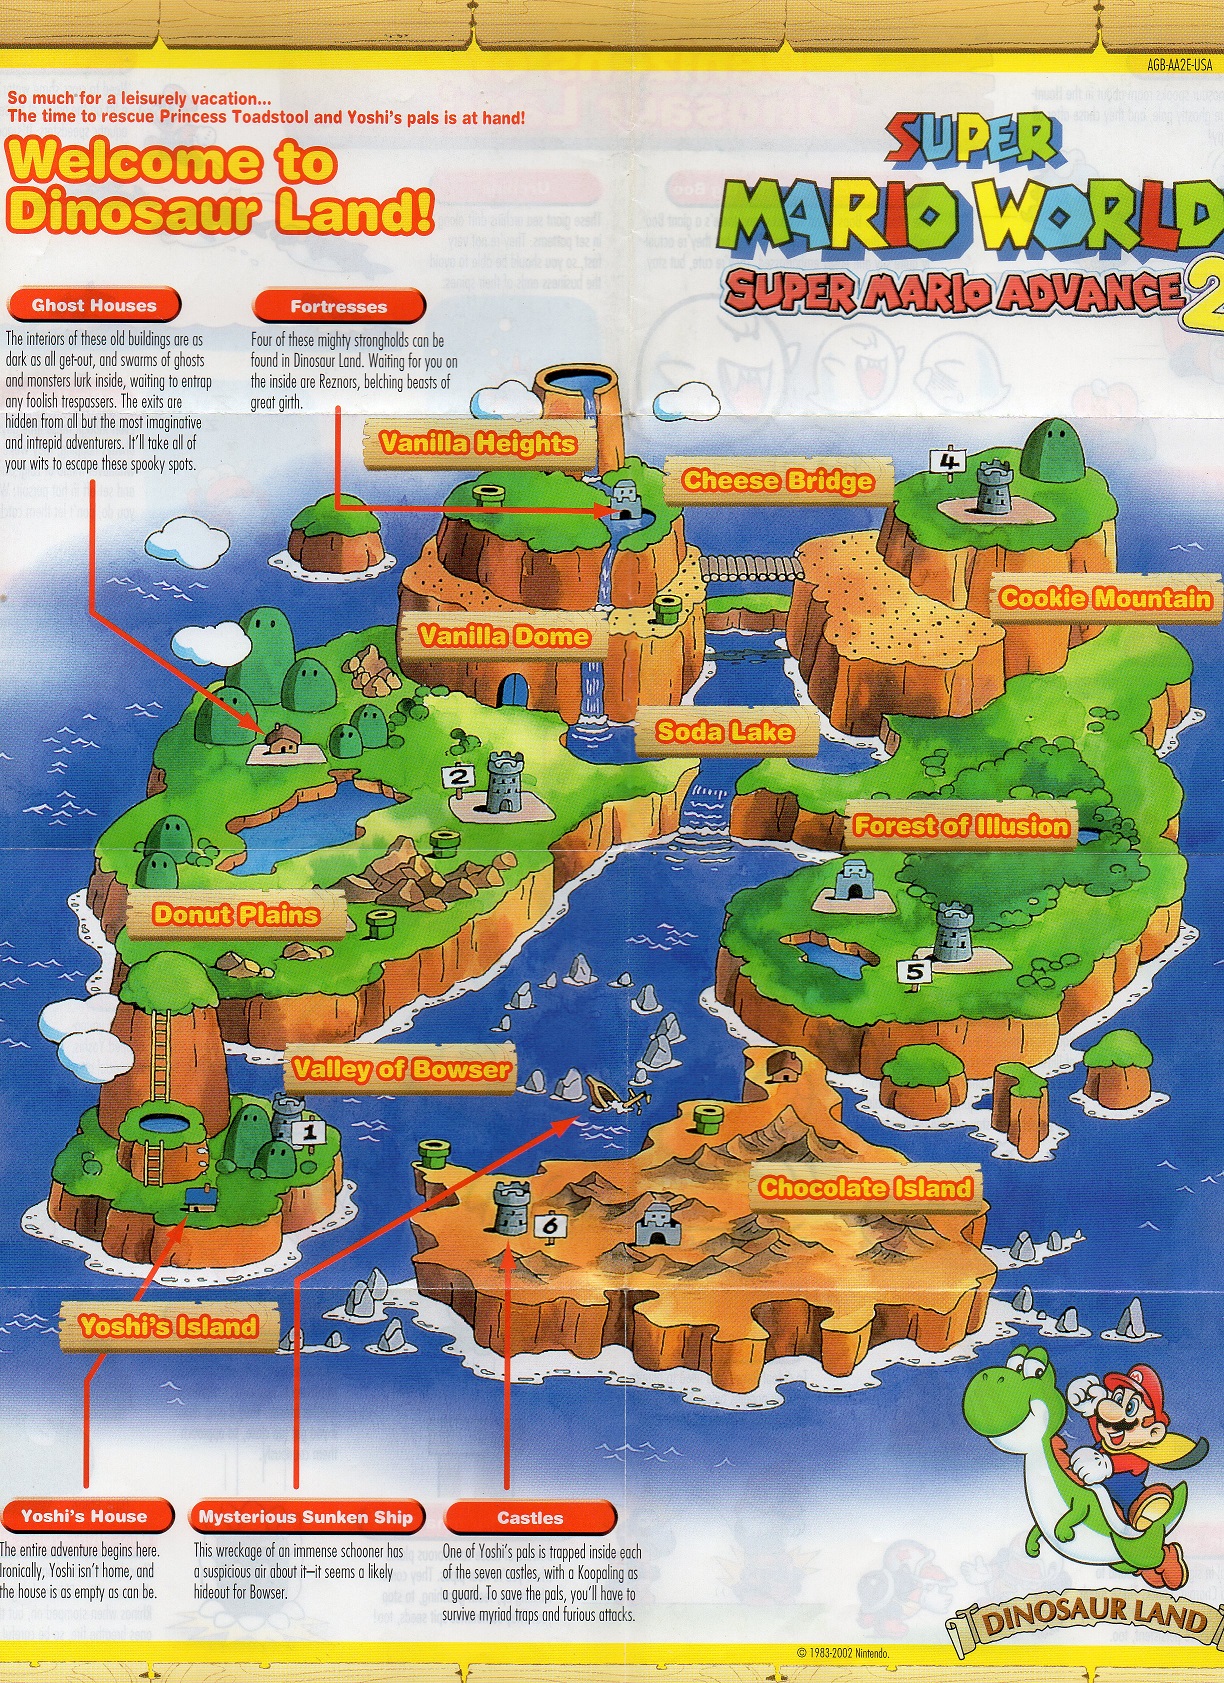 AGB-AA2E-USA
So much for a leisurely vacation...
The time to rescue Princess Toadstool and Yoshi's pals is at hand!
Welcome to
Dinosaur Land!
SUPER
MARIO WORLD
SUPER MARIO ADVANCE 2
Ghost Houses
The interiors of these old buildings are as
dark as all get-out, and swarms of ghosts
and monsters lurk inside, waiting to entrap
any foolish trespassers. The exits are
hidden from all but the most imaginative
and intrepid adventurers. It'll take all of
your wits to escape these spooky spots.
Fortresses
Four of these mighty strongholds can be
found in Dinosaur Land. Waiting for you on
the inside are Reznors, belching beasts of
great girth.
Vanilla Heights
Cheese Bridge
4
Cookie Mountain
Vanilla Dome
Soda Lake
2
Forest of Illusion
Donut Plains
5
Valley of Bowser
1
Chocolate Island
6
Yoshi's Island
Yoshi's House
The entire adventure begins here.
Ironically, Yoshi isn't home, and
the house is as empty as can be.
Mysterious Sunken Ship
This wreckage of an immense schooner has
a suspicious air about it—it seems a likely
hideout for Bowser.
Castles
One of Yoshi's pals is trapped inside each
of the seven castles, with a Koopaling as
a guard. To save the pals, you'll have to
survive myriad traps and furious attacks.
M
DINOSAUR LAND
© 1983-2002 Nintendo.